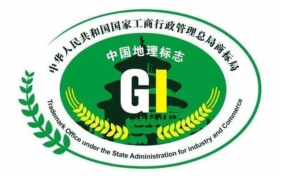 中华人民共和国国家工商行政管理总局商标局
中国地理标志
GI
Trademark Office under the State Administration for Industry and Commerce